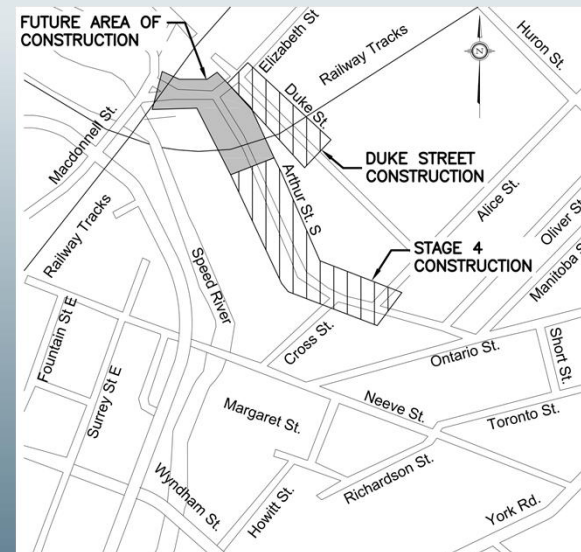 FUTURE AREA OF
CONSTRUCTION
Elizabeth St.
Railway Tracks
Huron St.
N
Macdonnell St.
Duke St.
DUKE STREET
CONSTRUCTION
Arthur St. S
Alice St.
Oliver St.
Manitoba S
Railway Tracks
Speed River
STAGE 4
CONSTRUCTION
Fountain St E
Surrey St E
Cross St.
Ontario St.
Short St.
Neeve St.
Margaret St.
Toronto St.
Richardson St.
Wyndham St.
Howitt St.
York Rd.